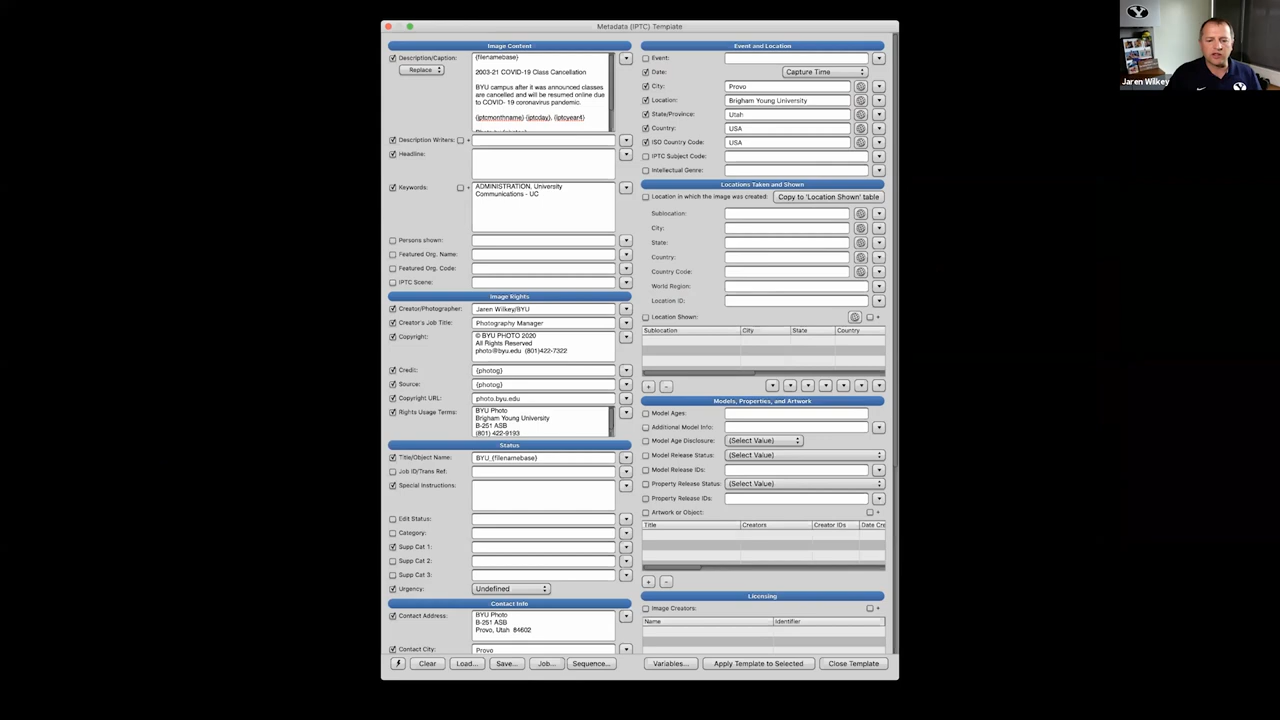 Metadata (IPTC) Template
Image Content
Description/Caption:
Replace
{filenamebase}
2003-21 COVID-19 Class Cancellation
BYU campus after it was announced classes
are cancelled and will be resumed online due
to COVID- 19 coronavirus pandemic.
{iptcmonthname} {iptcday}, {iptcyear4}
Description Writers:
Headline:
Keywords:
ADMINISTRATION, University
Communications - UC
Persons shown:
Featured Org. Name:
Featured Org. Code:
IPTC Scene:
Image Rights
Creator/Photographer: Jaren Wilkey/BYU
Creator's Job Title: Photography Manager
Copyright: © BYU PHOTO 2020
All Rights Reserved
photo@byu.edu (801)422-7322
Credit: {photog}
Source: {photog}
Copyright URL: photo.byu.edu
Rights Usage Terms: BYU Photo
Brigham Young University
B-251 ASB
(801) 422-9193
Status
Title/Object Name: BYU_{filenamebase}
Job ID/Trans Ref:
Special Instructions:
Edit Status:
Category:
Supp Cat 1:
Supp Cat 2:
Supp Cat 3:
Urgency: Undefined
Contact Info
Contact Address: BYU Photo
B-251 ASB
Provo, Utah 84602
Contact City: Provo
Event and Location
Event:
Date: Capture Time
City: Provo
Location: Brigham Young University
State/Province: Utah
Country: USA
ISO Country Code: USA
IPTC Subject Code:
Intellectual Genre:
Locations Taken and Shown
Location in which the image was created: Copy to 'Location Shown' table
Sublocation:
City:
State:
Country:
Country Code:
World Region:
Location ID:
Location Shown:
Sublocation City State Country
Models, Properties, and Artwork
Model Ages:
Additional Model Info:
Model Age Disclosure: (Select Value)
Model Release Status: (Select Value)
Model Release IDs:
Property Release Status: (Select Value)
Property Release IDs:
Artwork or Object:
Title Creators Creator IDs Date Cre
Licensing
Image Creators:
Name Identifier
Clear Load... Save... Job... Sequence... Variables... Apply Template to Selected Close Template
Jaren Wilkey